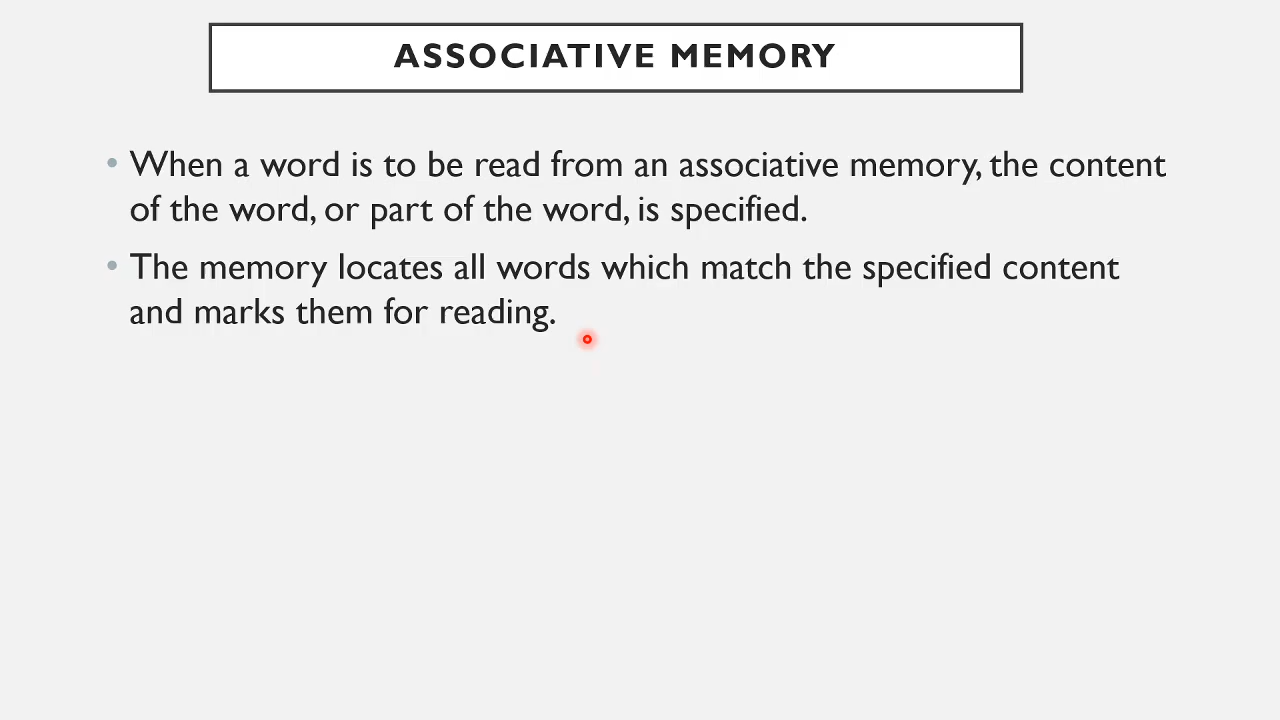 ASSOCIATIVE MEMORY
• When a word is to be read from an associative memory, the content
of the word, or part of the word, is specified.
• The memory locates all words which match the specified content
and marks them for reading.